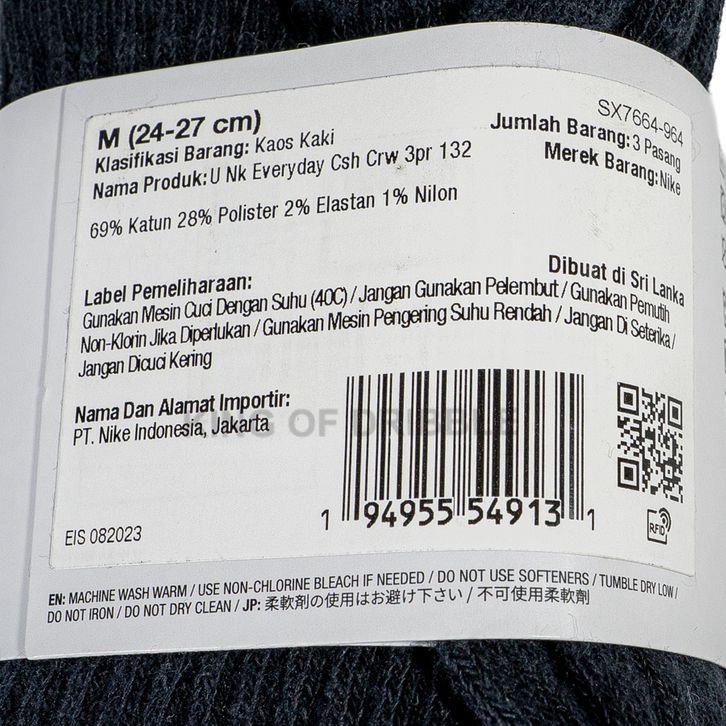 SX7664-964
M (24-27 cm)
Jumlah Barang: 3 Pasang
Klasifikasi Barang: Kaos Kaki
Merek Barang: Nike
Nama Produk: U Nk Everyday Csh Crw 3pr 132
69% Katun 28% Polister 2% Elastan 1% Nilon
Dibuat di Sri Lanka
Label Pemeliharaan:
Gunakan Mesin Cuci Dengan Suhu (40C) / Jangan Gunakan Pelembut / Gunakan Pemutih
Non-Klorin Jika Diperlukan / Gunakan Mesin Pengering Suhu Rendah / Jangan Di Seterika /
Jangan Dicuci Kering
Nama Dan Alamat Importir:
PT. Nike Indonesia, Jakarta
KING OF DRIBBLE
1 94955 54913 1
RFID
EIS 082023
EN: MACHINE WASH WARM / USE NON-CHLORINE BLEACH IF NEEDED / DO NOT USE SOFTENERS / TUMBLE DRY LOW /
DO NOT IRON / DO NOT DRY CLEAN / JP: 柔軟剤の使用はお避け下さい / 不可使用柔軟劑